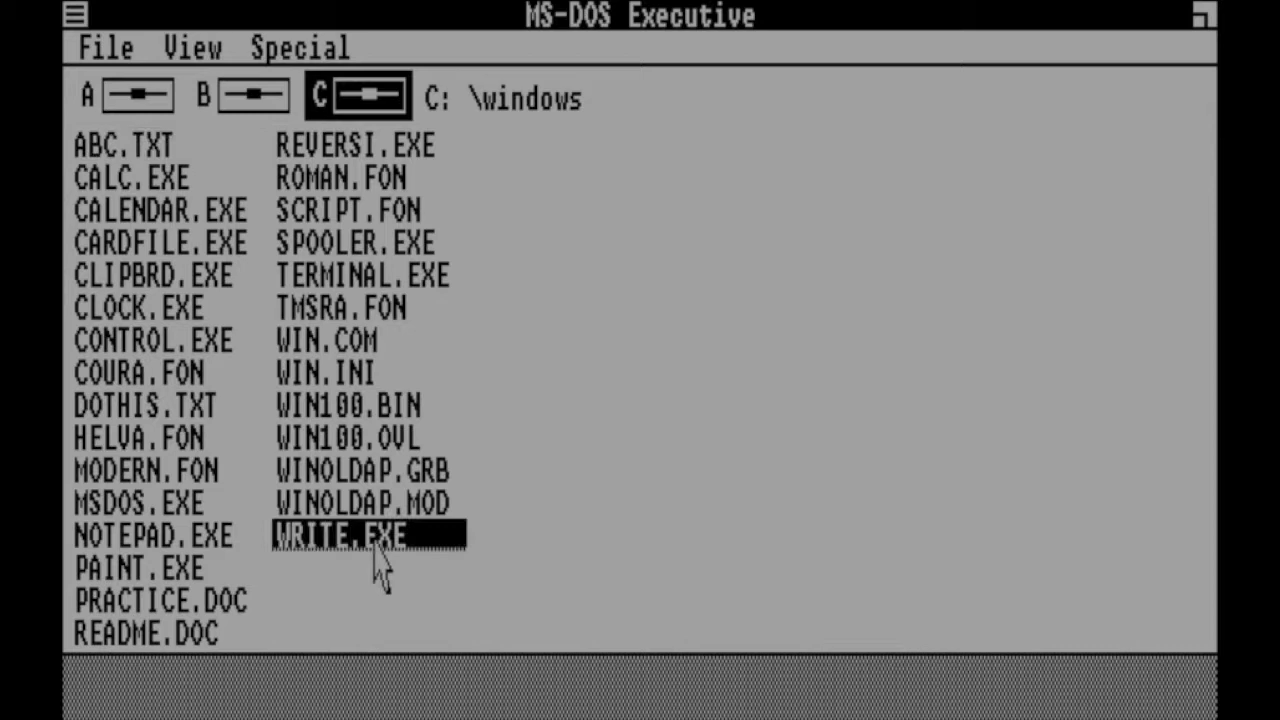 MS-DOS Executive
File View Special
A B C C: \windows
ABC.TXT REVERSI.EXE
CALC.EXE ROMAN.FON
CALENDAR.EXE SCRIPT.FON
CARDFILE.EXE SPOOLER.EXE
CLIPBRD.EXE TERMINAL.EXE
CLOCK.EXE TMSRA.FON
CONTROL.EXE WIN.COM
COURA.FON WIN.INI
DOTHIS.TXT WIN100.BIN
HELVA.FON WIN100.OVL
MODERN.FON WINOLDAP.GRB
MSDOS.EXE WINOLDAP.MOD
NOTEPAD.EXE WRITE.EXE
PAINT.EXE
PRACTICE.DOC
README.DOC